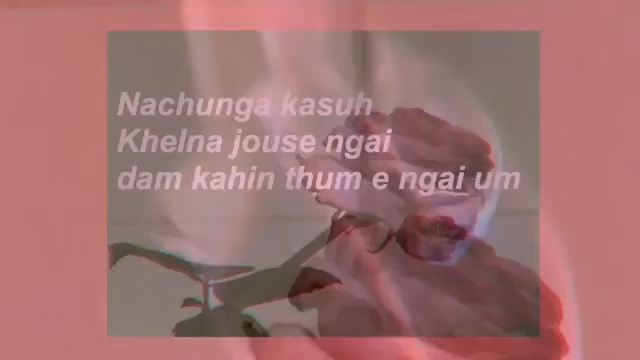 Nachunga kasuh
Khelna jouse ngai
dam kahin thum e ngai um